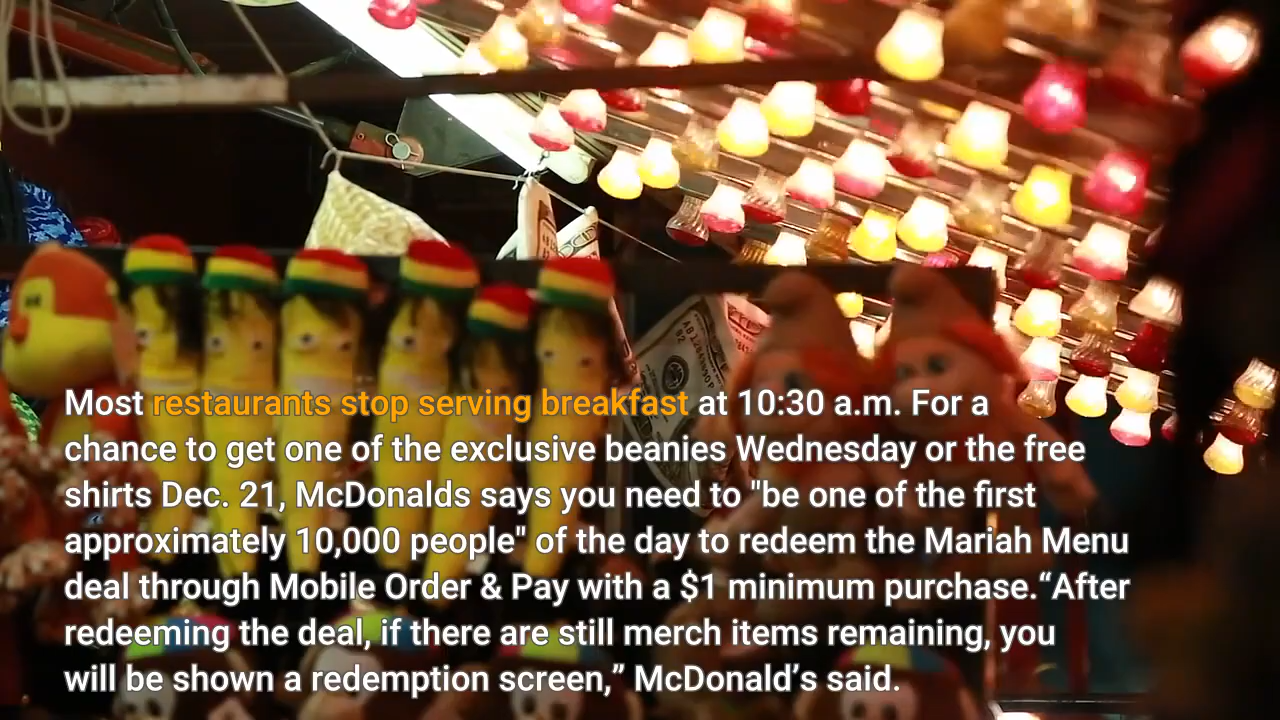 Most restaurants stop serving breakfast at 10:30 a.m. For a
chance to get one of the exclusive beanies Wednesday or the free
shirts Dec. 21, McDonalds says you need to "be one of the first
approximately 10,000 people" of the day to redeem the Mariah Menu
deal through Mobile Order & Pay with a $1 minimum purchase.“After
redeeming the deal, if there are still merch items remaining, you
will be shown a redemption screen,” McDonald’s said.